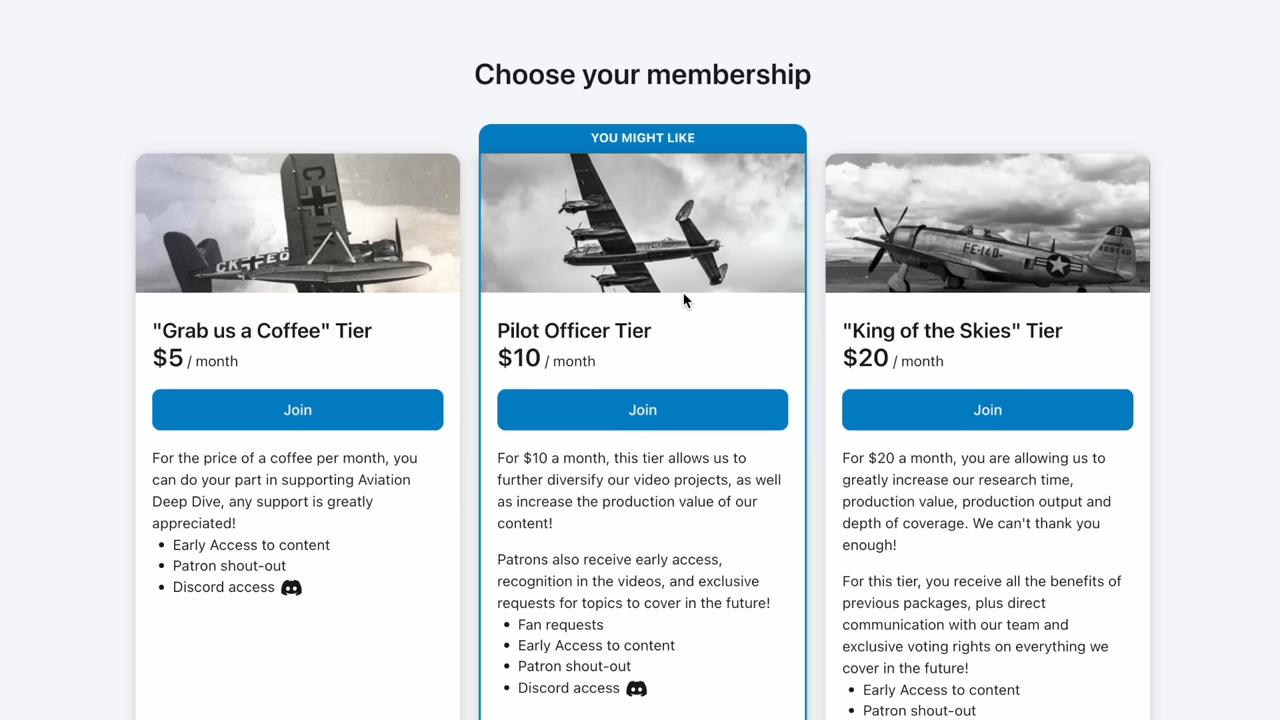 Choose your membership
YOU MIGHT LIKE
C
CK
FEQ
FE-140-
8
"Grab us a Coffee" Tier
$5 / month
Join
For the price of a coffee per month, you
can do your part in supporting Aviation
Deep Dive, any support is greatly
appreciated!
• Early Access to content
• Patron shout-out
• Discord access
Pilot Officer Tier
$10 / month
Join
For $10 a month, this tier allows us to
further diversify our video projects, as well
as increase the production value of our
content!
Patrons also receive early access,
recognition in the videos, and exclusive
requests for topics to cover in the future!
• Fan requests
• Early Access to content
• Patron shout-out
• Discord access
"King of the Skies" Tier
$20 / month
Join
For $20 a month, you are allowing us to
greatly increase our research time,
production value, production output and
depth of coverage. We can't thank you
enough!
For this tier, you receive all the benefits of
previous packages, plus direct
communication with our team and
exclusive voting rights on everything we
cover in the future!
• Early Access to content
• Patron shout-out